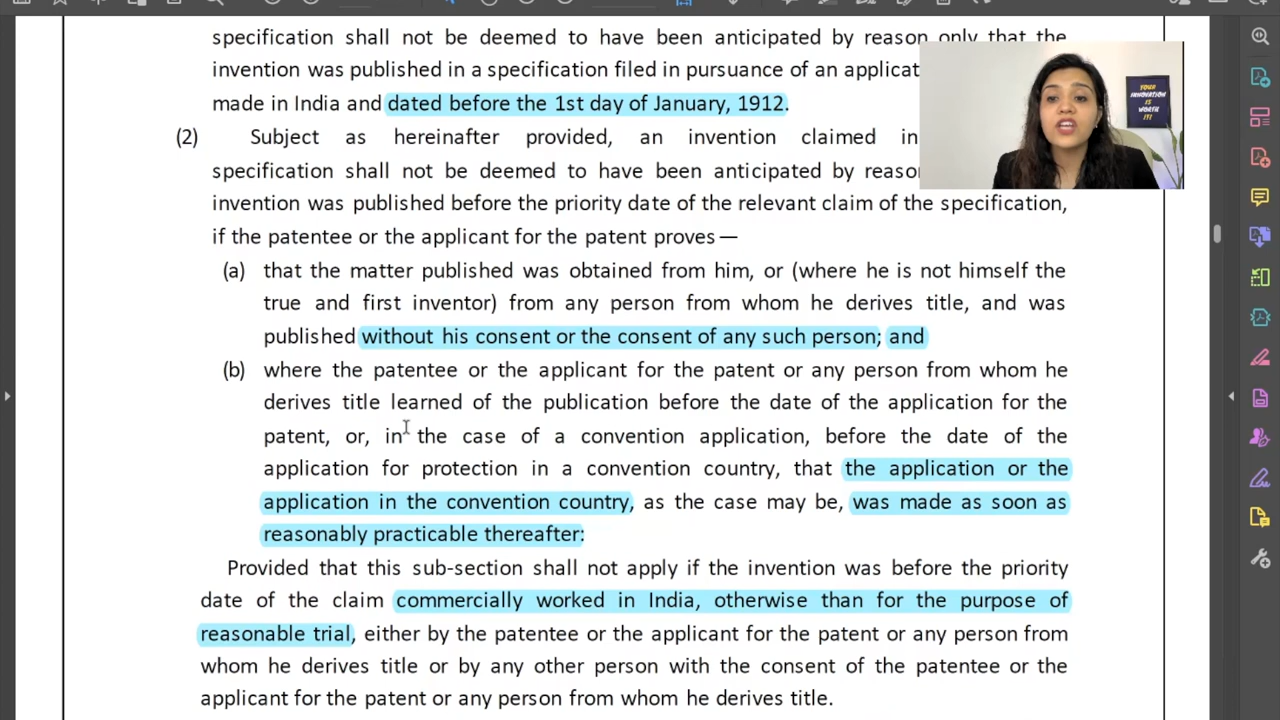 specification shall not be deemed to have been anticipated by reason only that the
invention was published in a specification filed in pursuance of an
made in India and dated before the 1st day of January, 1912.
(2) Subject as hereinafter provided, an invention claimed in
specification shall not be deemed to have been anticipated by
invention was published before the priority date of the relevant claim of the specification,
if the patentee or the applicant for the patent proves —
(a) that the matter published was obtained from him, or (where he is not himself the
true and first inventor) from any person from whom he derives title, and was
published without his consent or the consent of any such person; and
(b) where the patentee or the applicant for the patent or any person from whom he
derives title learned of the publication before the date of the application for the
patent, or, in the case of a convention application, before the date of the
application for protection in a convention country, that the application or the
application in the convention country, as the case may be, was made as soon as
reasonably practicable thereafter:
Provided that this sub-section shall not apply if the invention was before the priority
date of the claim commercially worked in India, otherwise than for the purpose of
reasonable trial, either by the patentee or the applicant for the patent or any person from
whom he derives title or by any other person with the consent of the patentee or the
applicant for the patent or any person from whom he derives title.
YOUR
INNOVATION
IS
WORTH
IT!